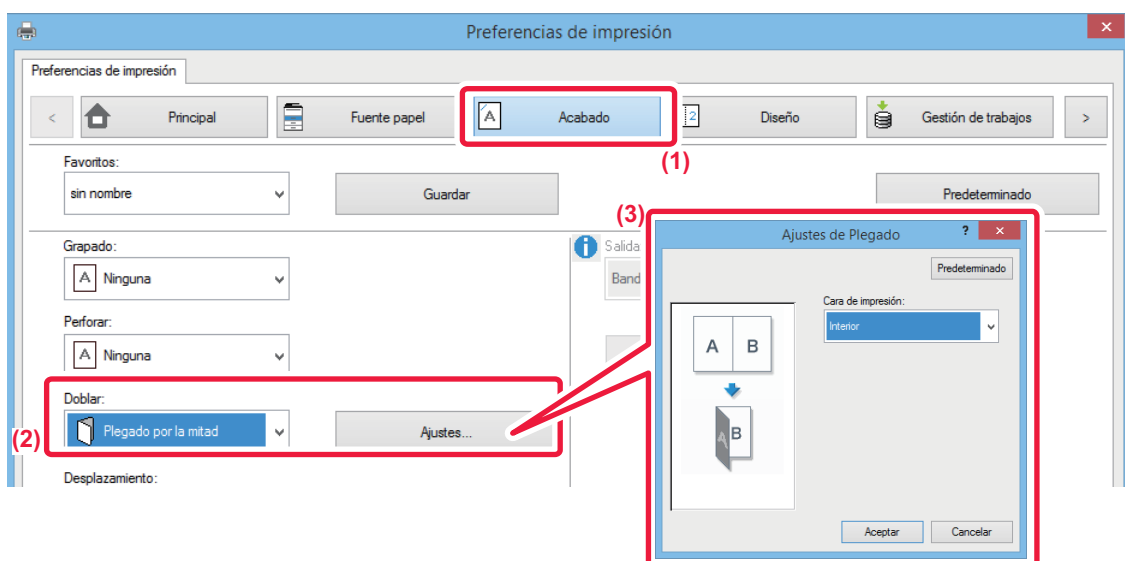 Preferencias de impresión
Preferencias de impresión
< Principal Fuente papel A Acabado 2 Diseño Gestión de trabajos >
(1)
Favoritos:
sin nombre Guardar Predeterminado
(3)
Grapado:
A Ninguna
Salida
Band
Perforar:
A Ninguna
Doblar:
(2) Plegado por la mitad Ajustes...
Desplazamiento:
Ajustes de Plegado ?
Predeterminado
Cara de impresión:
Interior
A B
A B
Aceptar Cancelar